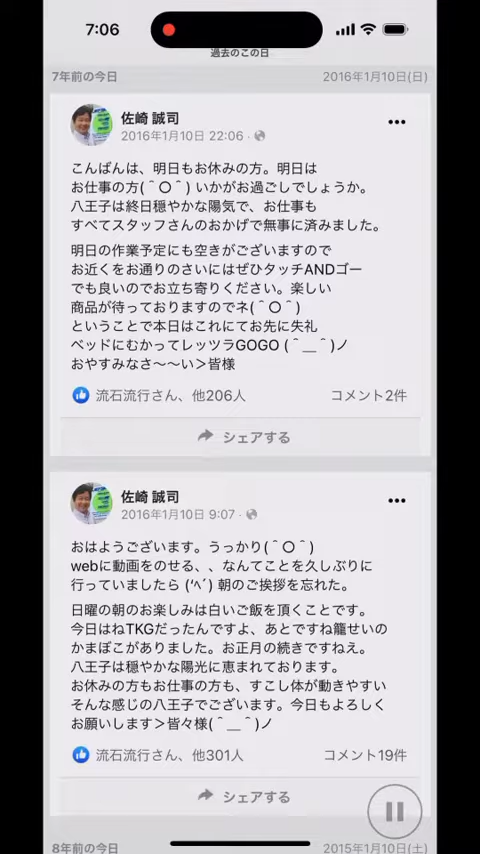 7:06
過去のこの日
7年前の今日
2016年1月10日(日)
佐崎 誠司
2016年1月10日 22:06
こんばんは、明日もお休みの方。明日は
お仕事の方(＾〇＾) いかがお過ごしでしょうか。
八王子は終日穏やかな陽気で、お仕事も
すべてスタッフさんのおかげで無事に済みました。
明日の作業予定にも空きがございますので
お近くをお通りのさいにはぜひタッチANDゴー
でも良いのでお立ち寄りください。楽しい
商品が待っておりますのでネ(＾〇＾)
ということで本日はこれにてお先に失礼
ベッドにむかってレッツラGOGO (＾＿＾)ノ
おやすみなさ〜〜い＞皆様
流石流行さん、他206人
コメント2件
シェアする
佐崎 誠司
2016年1月10日 9:07
おはようございます。うっかり(＾〇＾)
webに動画をのせる、、なんてことを久しぶりに
行っていましたら (‘ﾍ´) 朝のご挨拶を忘れた。
日曜の朝のお楽しみは白いご飯を頂くことです。
今日はねTKGだったんですよ、あとですね籠せいの
かまぼこがありました。お正月の続きですねえ。
八王子は穏やかな陽光に恵まれております。
お休みの方もお仕事の方も、すこし体が動きやすい
そんな感じの八王子でございます。今日もよろしく
お願いします＞皆々様(＾＿＾)ノ
流石流行さん、他301人
コメント19件
シェアする
8年前の今日
2015年1月10日(土)